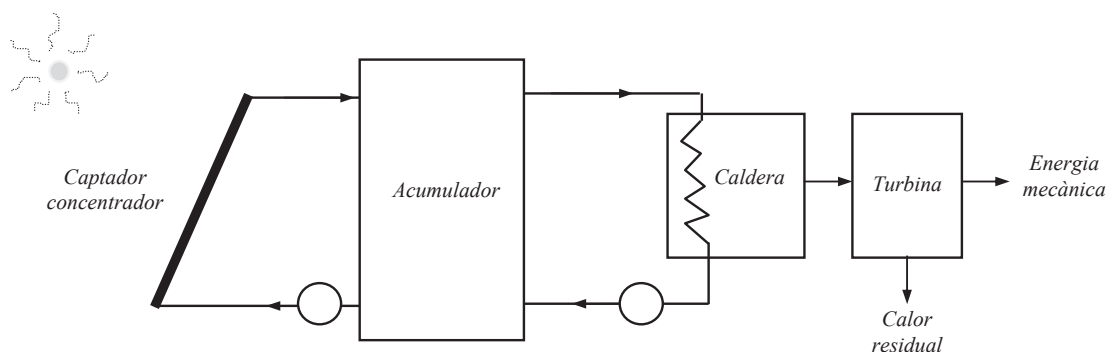 Captador
concentrador
Acumulador
Caldera
Turbina
Energia
mecànica
Calor
residual